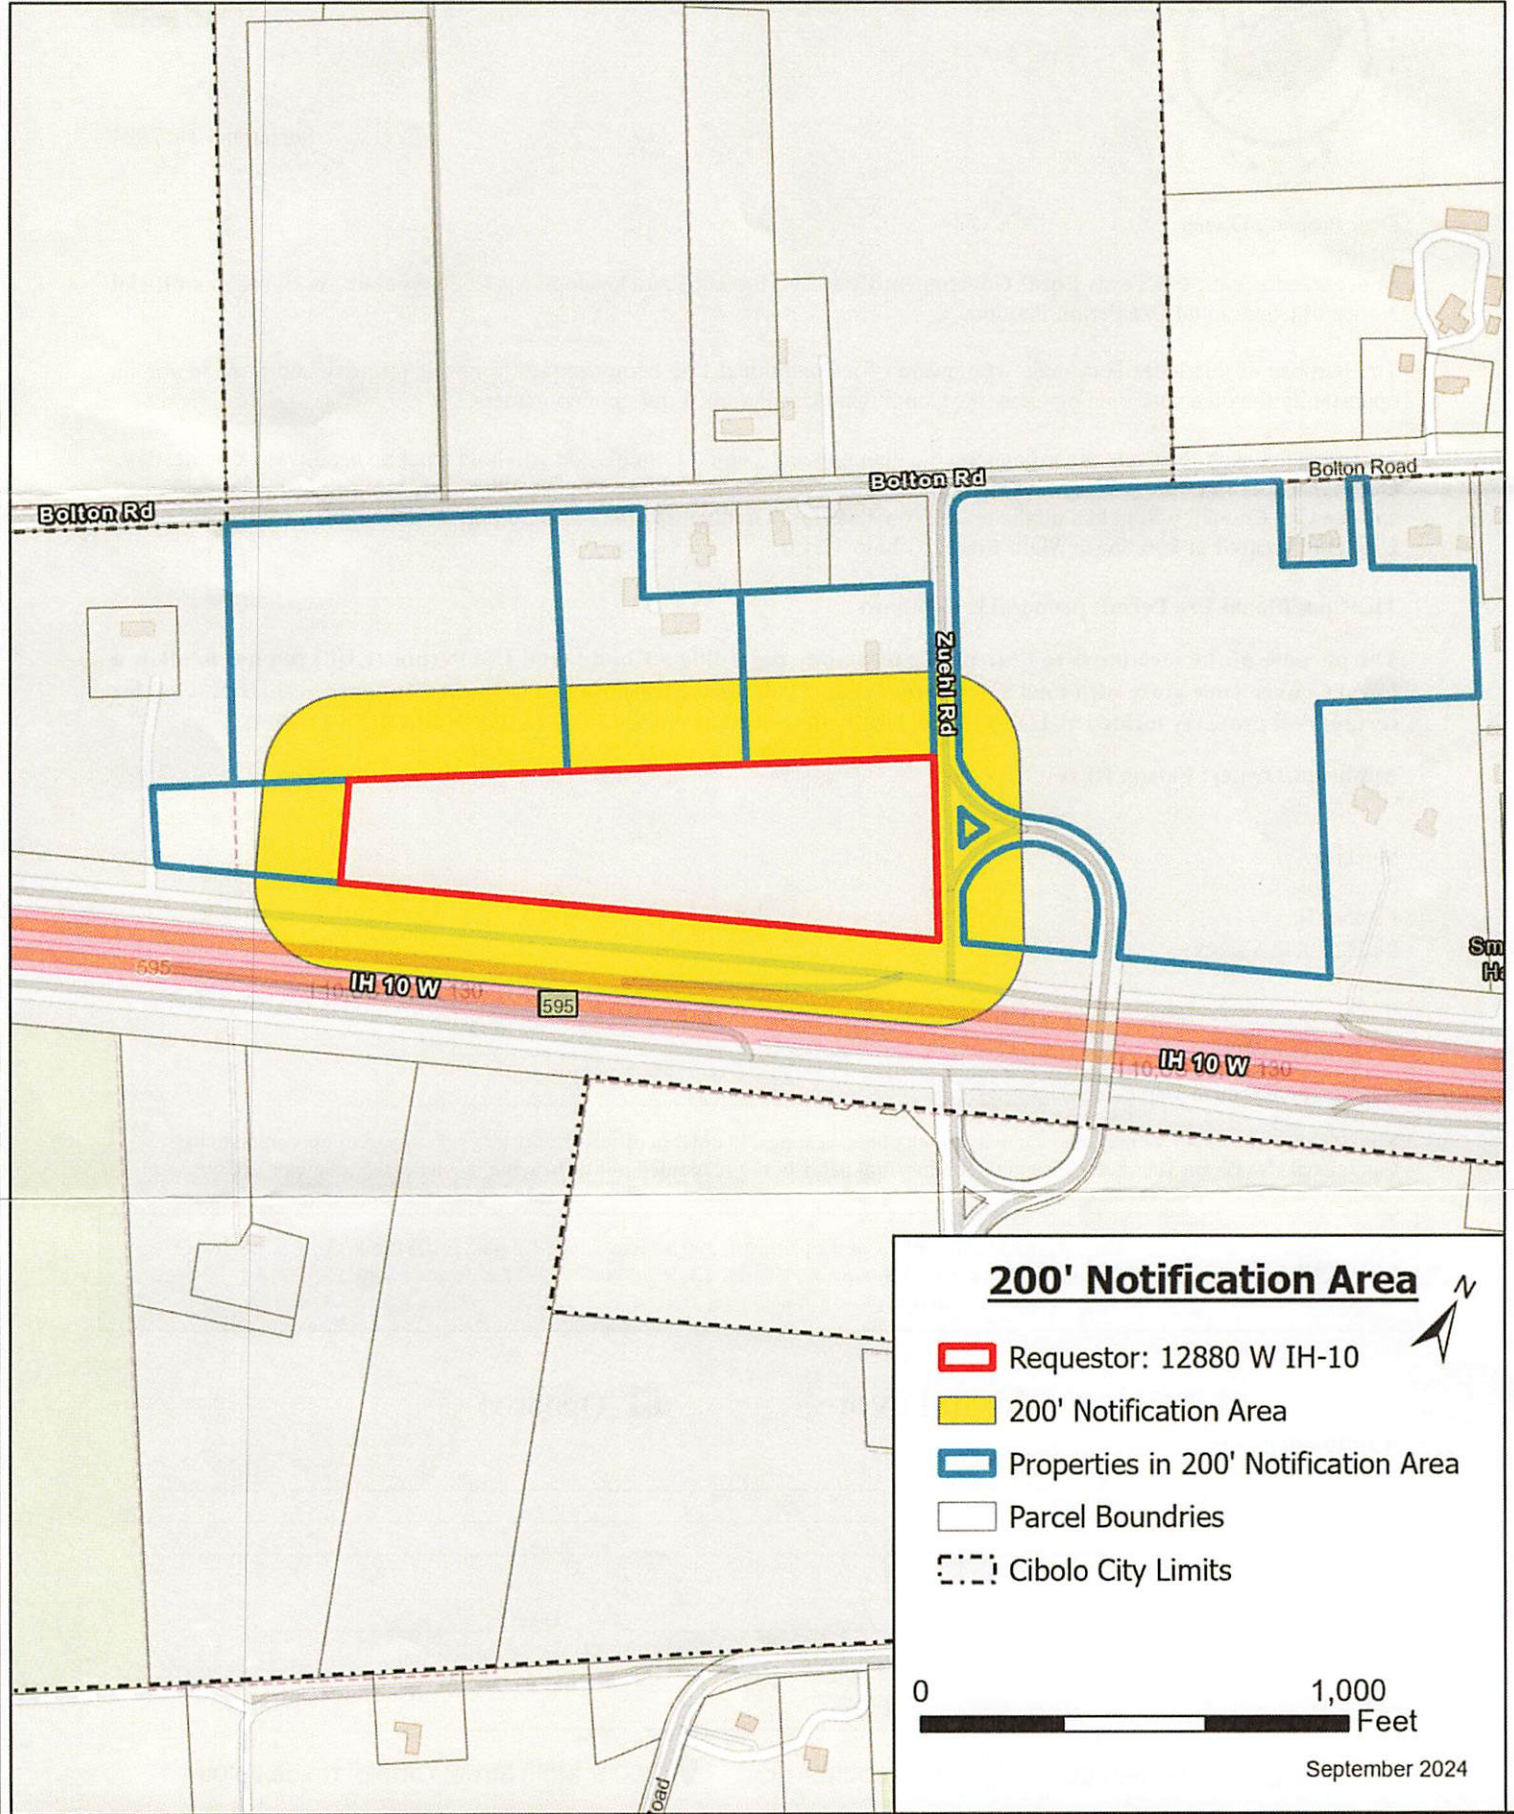 Bolton Rd
Bolton Road
Bolton Rd
Zuehl Rd
595
IH 10 W
130
595
Sm
IH 10 W
130
200' Notification Area
N
Requestor: 12880 W IH-10
200' Notification Area
Properties in 200' Notification Area
Parcel Boundries
Cibolo City Limits
0 1,000
Feet
September 2024
oad